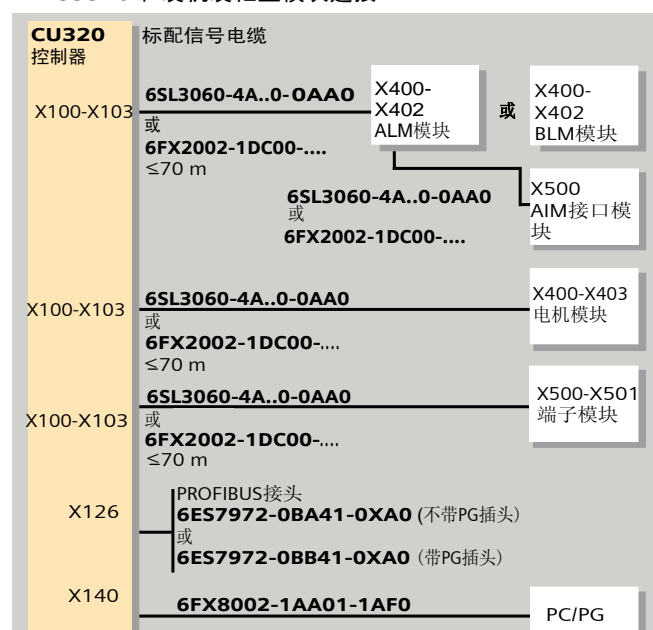 CU320
控制器
标配信号电缆
X100-X103
6SL3060-4A..0-0AA0
或
6FX2002-1DC00-....
≤70 m
X400-
X402
ALM模块
或
X400-
X402
BLM模块
6SL3060-4A..0-0AA0
或
6FX2002-1DC00-....
X500
AIM接口模
块
X100-X103
6SL3060-4A..0-0AA0
或
6FX2002-1DC00-....
≤70 m
X400-X403
电机模块
X100-X103
6SL3060-4A..0-0AA0
或
6FX2002-1DC00-....
≤70 m
X500-X501
端子模块
X126
PROFIBUS接头
6ES7972-0BA41-0XA0 (不带PG插头)
或
6ES7972-0BB41-0XA0（带PG插头）
X140
6FX8002-1AA01-1AF0
PC/PG